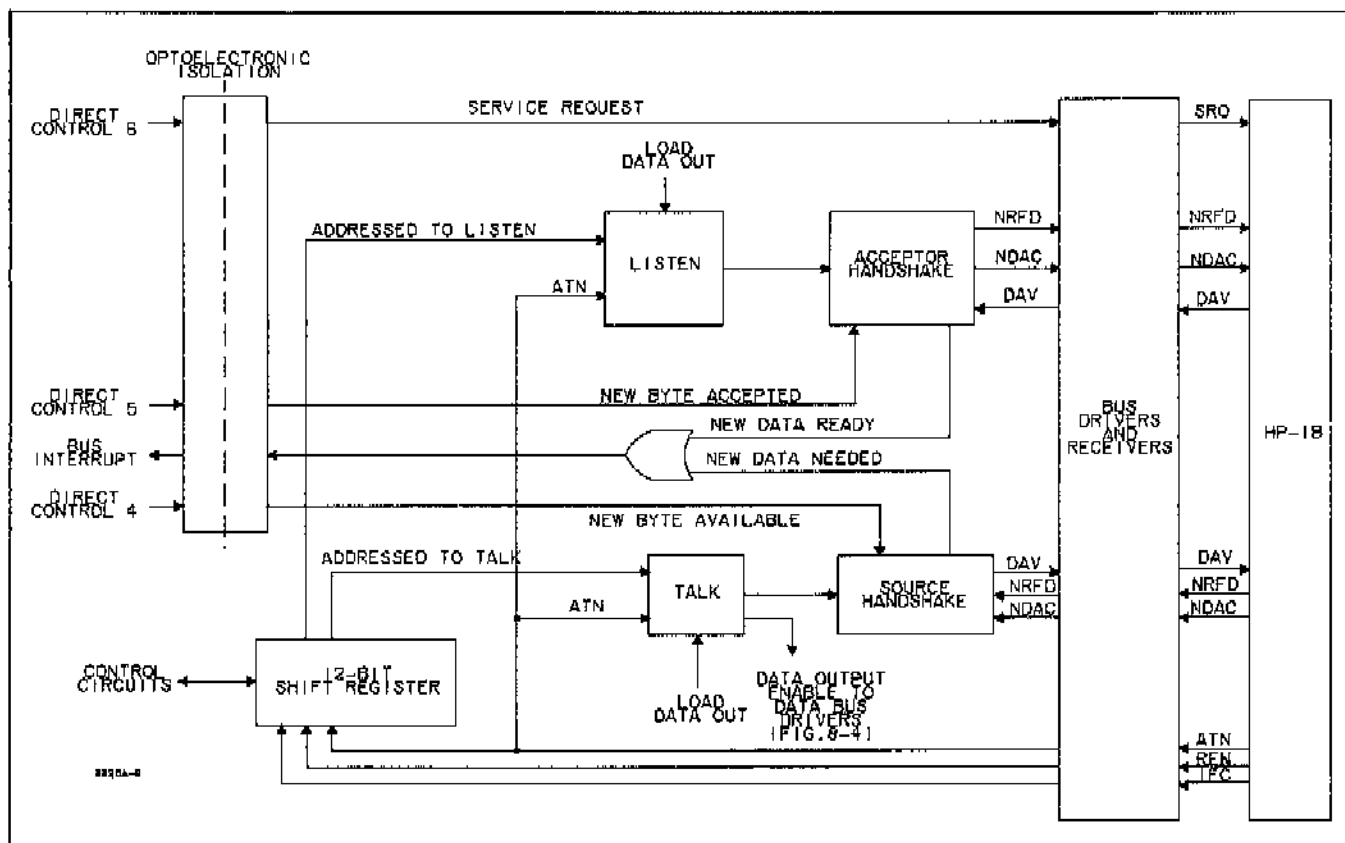 OPTOELECTRONIC
ISOLATION
DIRECT
CONTROL 6
SERVICE REQUEST
SRQ
LOAD
DATA OUT
ADDRESSED TO LISTEN
LISTEN
ATN
ACCEPTOR
HANDSHAKE
NRFD
NDAC
DAV
NRFD
NDAC
DAV
DIRECT
CONTROL 5
NEW BYTE ACCEPTED
NEW DATA READY
BUS
INTERRUPT
NEW DATA NEEDED
BUS
DRIVERS
AND
RECEIVERS
HP-IB
DIRECT
CONTROL 4
NEW BYTE AVAILABLE
ADDRESSED TO TALK
TALK
ATN
SOURCE
HANDSHAKE
DAV
NRFD
NDAC
DAV
NRFD
NDAC
CONTROL
CIRCUITS
12-BIT
SHIFT REGISTER
LOAD
DATA OUT
DATA OUTPUT
ENABLE TO
DATA BUS
DRIVERS
(FIG.8-4)
ATN
REN
IFC